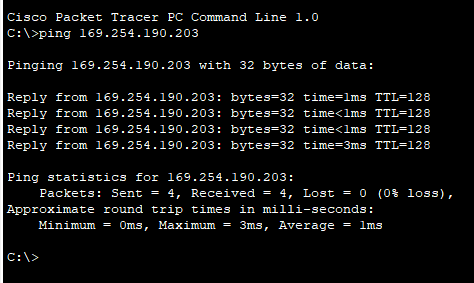 Cisco Packet Tracer PC Command Line 1.0
C:\>ping 169.254.190.203
Pinging 169.254.190.203 with 32 bytes of data:
Reply from 169.254.190.203: bytes=32 time=1ms TTL=128
Reply from 169.254.190.203: bytes=32 time<1ms TTL=128
Reply from 169.254.190.203: bytes=32 time<1ms TTL=128
Reply from 169.254.190.203: bytes=32 time=3ms TTL=128
Ping statistics for 169.254.190.203:
Packets: Sent = 4, Received = 4, Lost = 0 (0% loss),
Approximate round trip times in milli-seconds:
Minimum = 0ms, Maximum = 3ms, Average = 1ms
C:\>